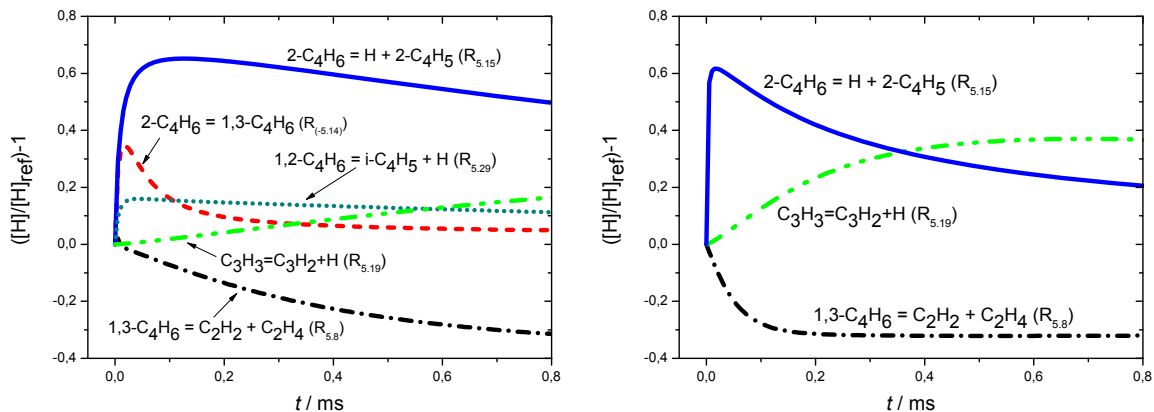 0,8
0,6
0,4
0,2
0,0
-0,2
-0,4
([H]/[H]ref)-1
2-C4H6 = H + 2-C4H5 (R5.15)
2-C4H6 = 1,3-C4H6 (R(-5.14))
1,2-C4H6 = i-C4H5 + H (R5.29)
C3H3=C3H2+H (R5.19)
1,3-C4H6 = C2H2 + C2H4 (R5.8)
0,0 0,2 0,4 0,6 0,8
t / ms
0,8
0,6
0,4
0,2
0,0
-0,2
-0,4
([H]/[H]ref)-1
2-C4H6 = H + 2-C4H5 (R5.15)
C3H3=C3H2+H (R5.19)
1,3-C4H6 = C2H2 + C2H4 (R5.8)
0,0 0,2 0,4 0,6 0,8
t / ms